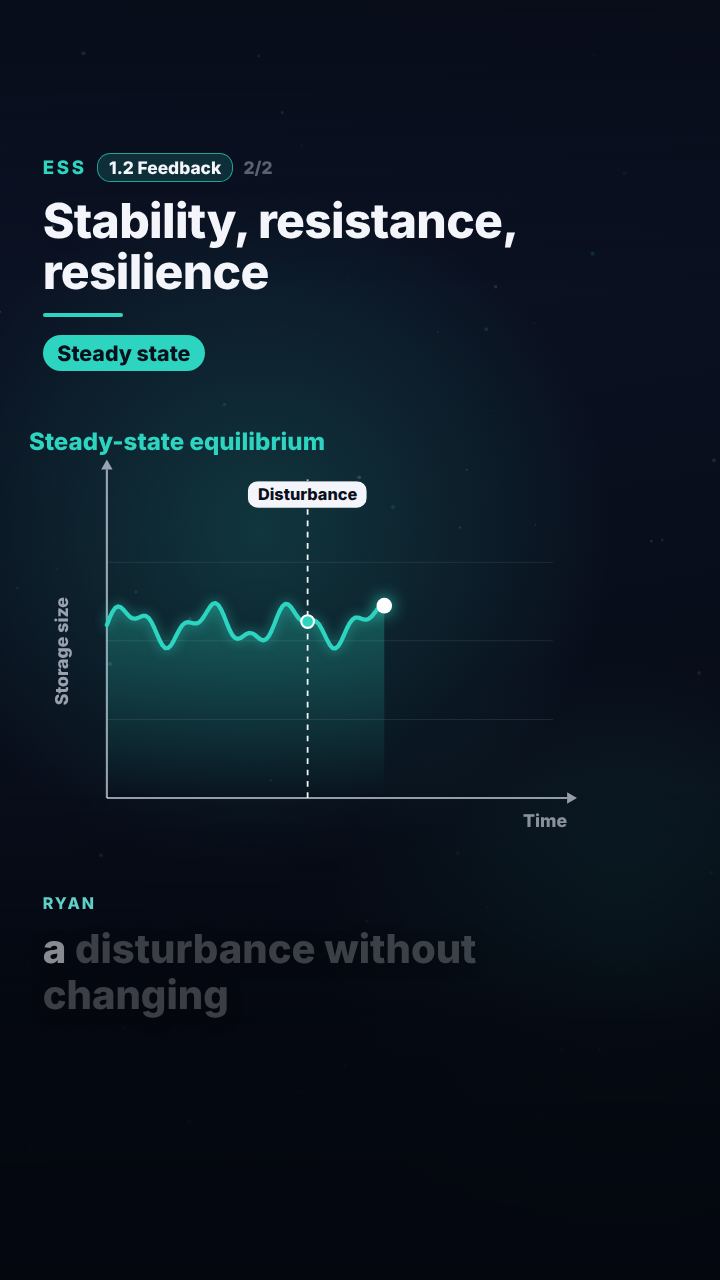 ESS 1.2 Feedback 2/2
Stability, resistance,
resilience
Steady state
Steady-state equilibrium
Disturbance
Storage size
Time
RYAN
a disturbance without
changing